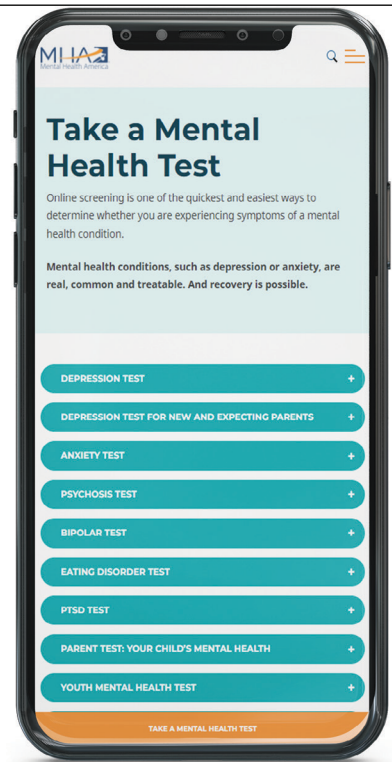 MHA
Mental Health America
Take a Mental
Health Test
Online screening is one of the quickest and easiest ways to
determine whether you are experiencing symptoms of a mental
health condition.
Mental health conditions, such as depression or anxiety, are
real, common and treatable. And recovery is possible.
DEPRESSION TEST +
DEPRESSION TEST FOR NEW AND EXPECTING PARENTS +
ANXIETY TEST +
PSYCHOSIS TEST +
BIPOLAR TEST +
EATING DISORDER TEST +
PTSD TEST +
PARENT TEST: YOUR CHILD'S MENTAL HEALTH +
YOUTH MENTAL HEALTH TEST +
TAKE A MENTAL HEALTH TEST